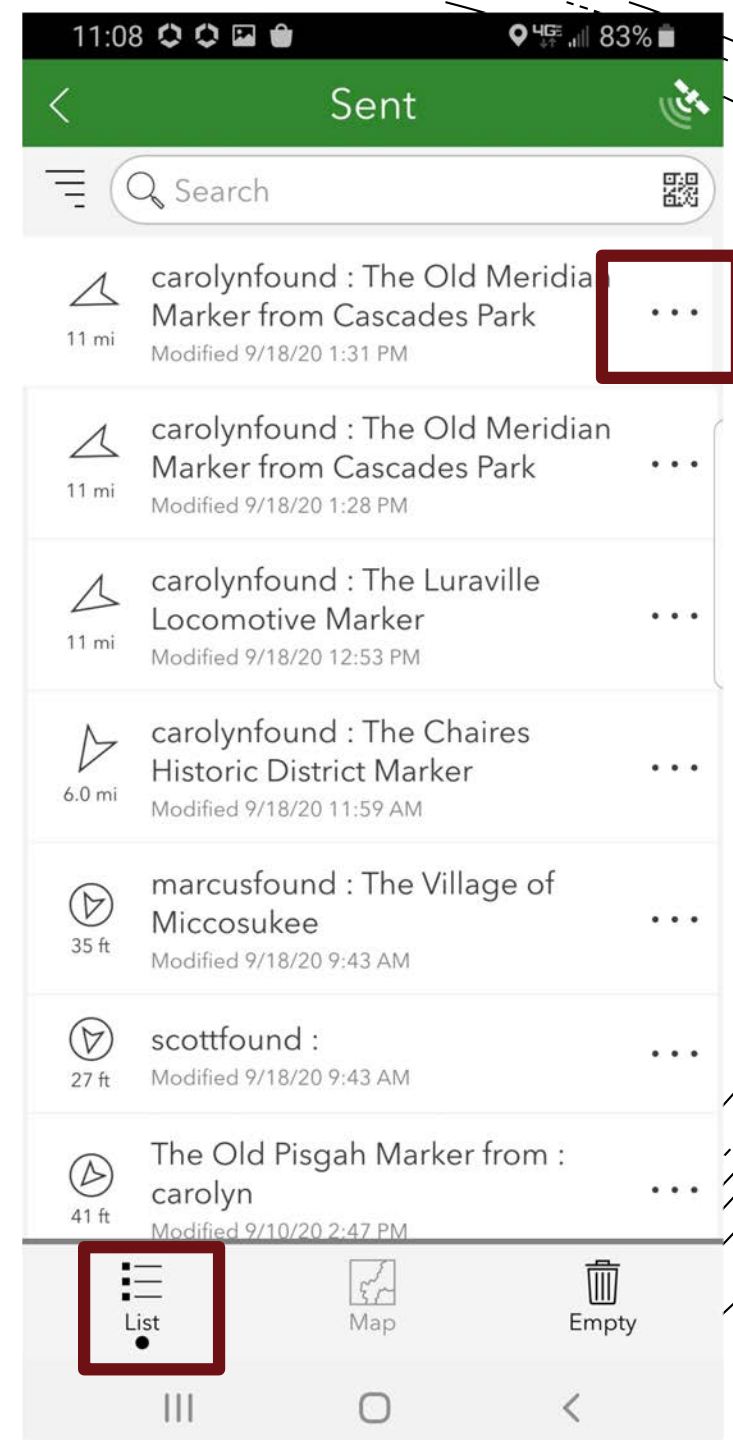 11:08 4GE 83%
Sent
Search
carolynfound : The Old Meridian
Marker from Cascades Park
11 mi
Modified 9/18/20 1:31 PM
carolynfound : The Old Meridian
Marker from Cascades Park
11 mi
Modified 9/18/20 1:28 PM
carolynfound : The Luraville
Locomotive Marker
11 mi
Modified 9/18/20 12:53 PM
carolynfound : The Chaires
Historic District Marker
6.0 mi
Modified 9/18/20 11:59 AM
marcusfound : The Village of
Miccosukee
35 ft
Modified 9/18/20 9:43 AM
scottfound :
27 ft
Modified 9/18/20 9:43 AM
The Old Pisgah Marker from :
carolyn
41 ft
Modified 9/10/20 2:47 PM
List
Map
Empty